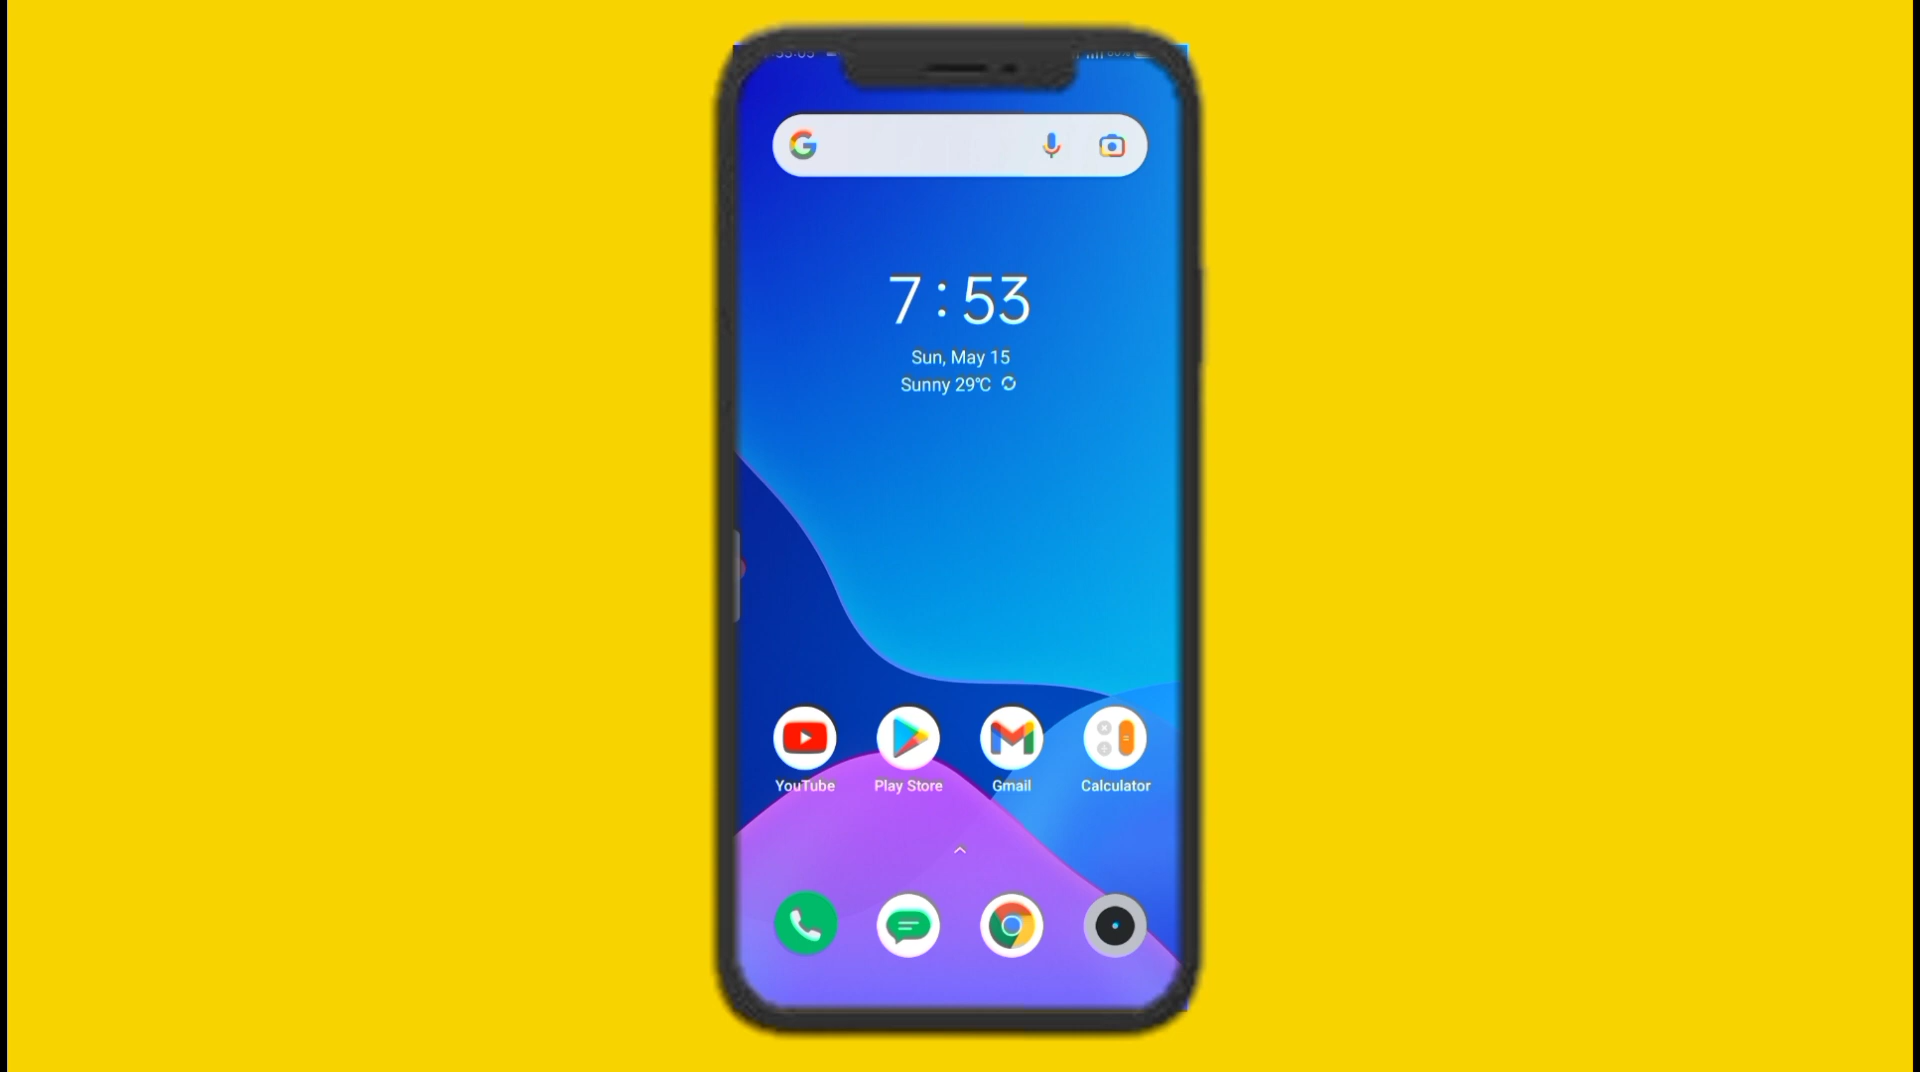 7:53
Sun, May 15
Sunny 29°C
YouTube
Play Store
Gmail
Calculator